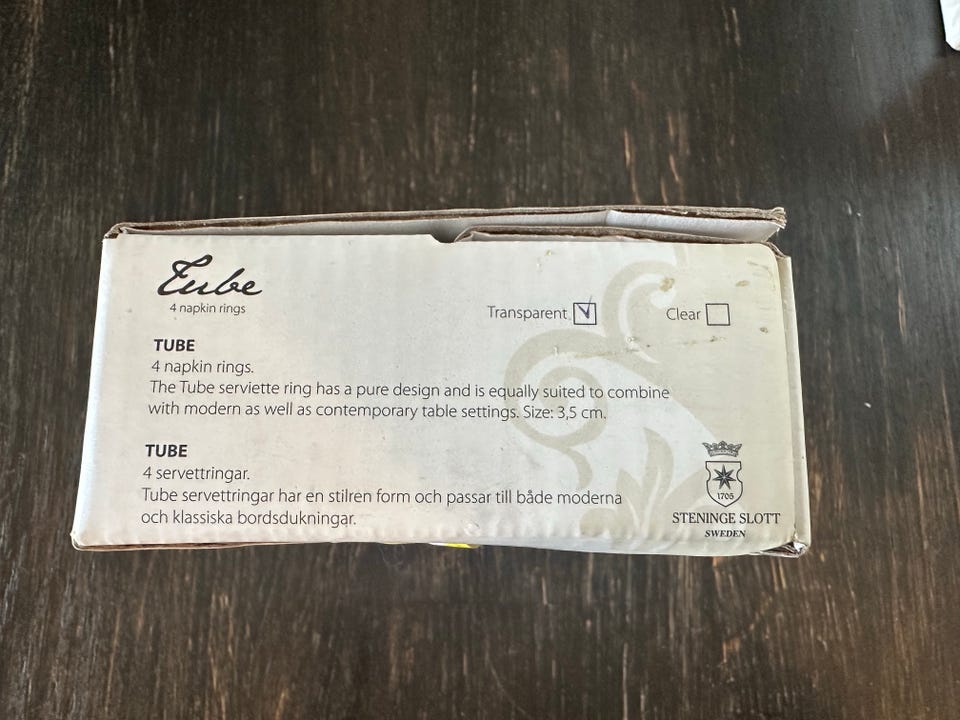 Tube
4 napkin rings
Transparent
Clear
TUBE
4 napkin rings.
The Tube serviette ring has a pure design and is equally suited to combine
with modern as well as contemporary table settings. Size: 3,5 cm.
TUBE
4 servettringar.
Tube servettringar har en stilren form och passar till både moderna
och klassiska bordsdukningar.
1705
STENINGE SLOTT
SWEDEN